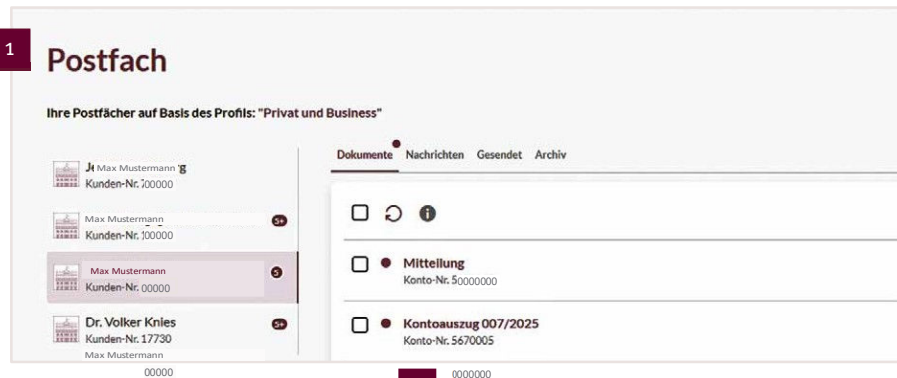 1
Postfach
Ihre Postfächer auf Basis des Profils: "Privat und Business"
Max Mustermann
Kunden-Nr. 00000
Max Mustermann
5+
Kunden-Nr. 00000
Max Mustermann
5
Kunden-Nr. 00000
Dr. Volker Knies
5+
Kunden-Nr. 17730
Max Mustermann
00000
Dokumente Nachrichten Gesendet Archiv
Mitteilung
Konto-Nr. 50000000
Kontoauszug 007/2025
Konto-Nr. 5670005
0000000